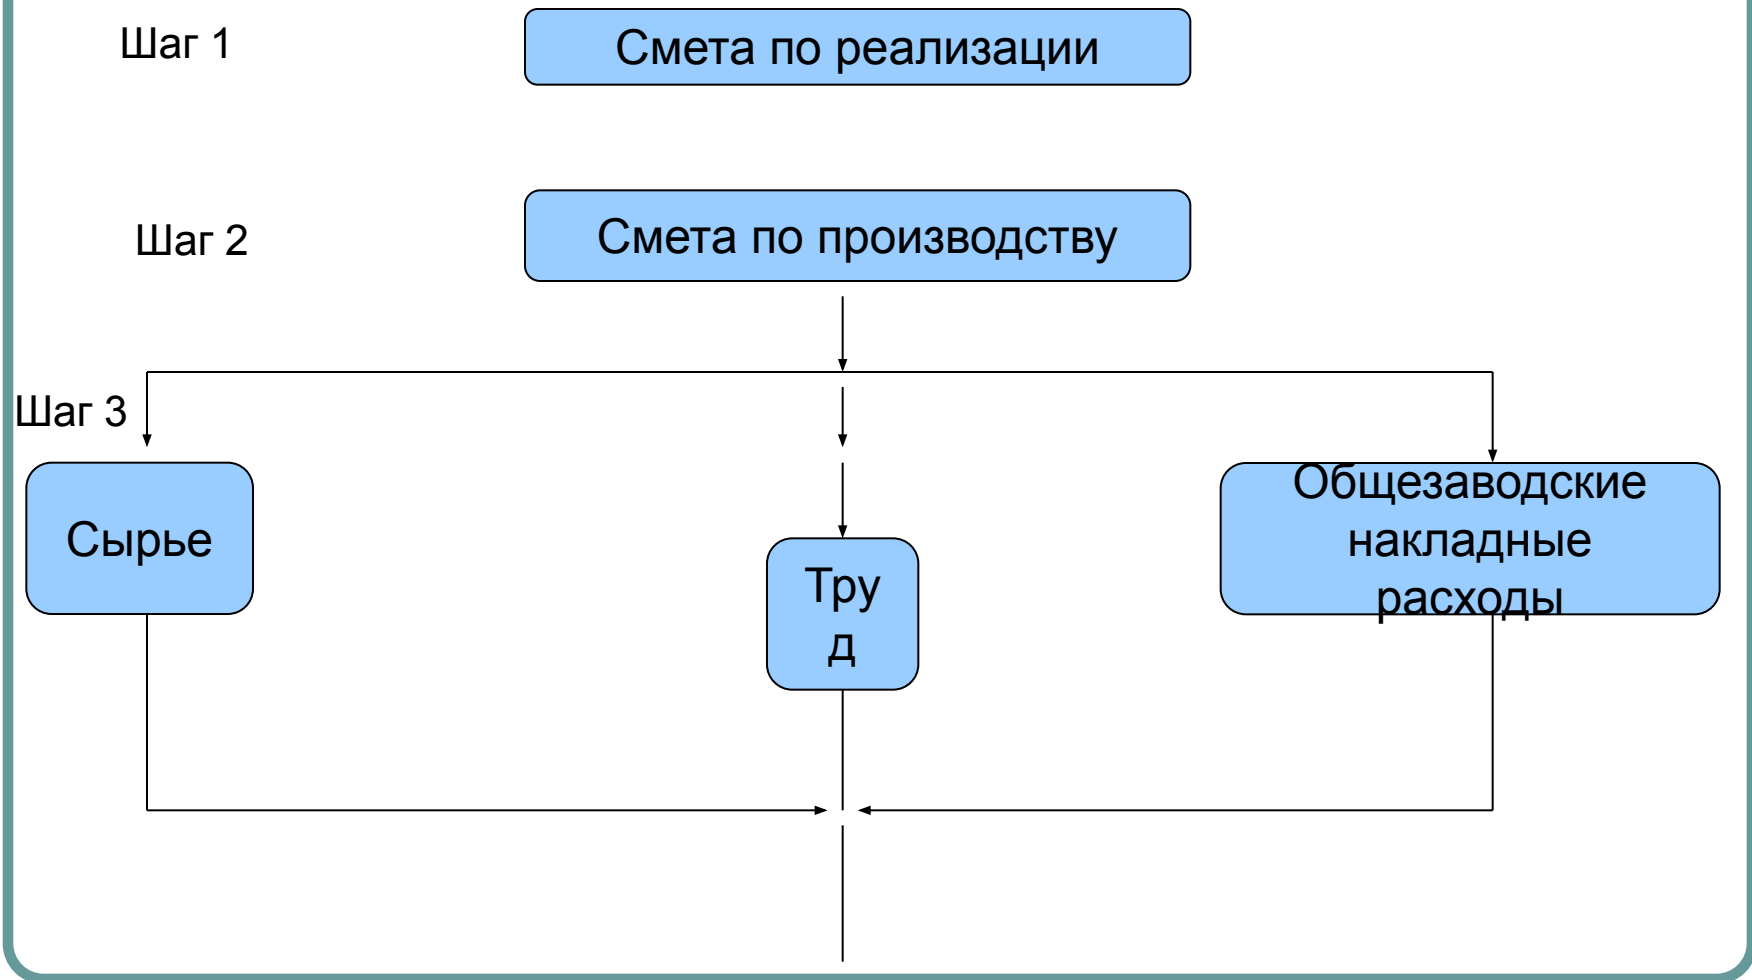 Шаг 1
Смета по реализации
Шаг 2
Смета по производству
Шаг 3
Сырье
Тру
д
Общезаводские
накладные
расходы